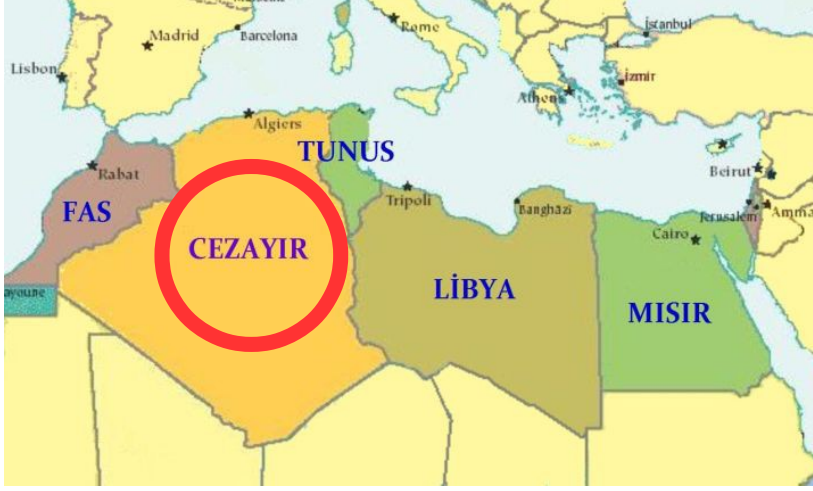 Rome
İstanbul
Madrid
Barcelona
Lisbon
İzmir
Athens
Algiers
TUNUS
Rabat
Beirut
Tripoli
FAS
Banghāzī
Jerusalem
Amma
Cairo
CEZAYIR
LİBYA
ayoune
MISIR